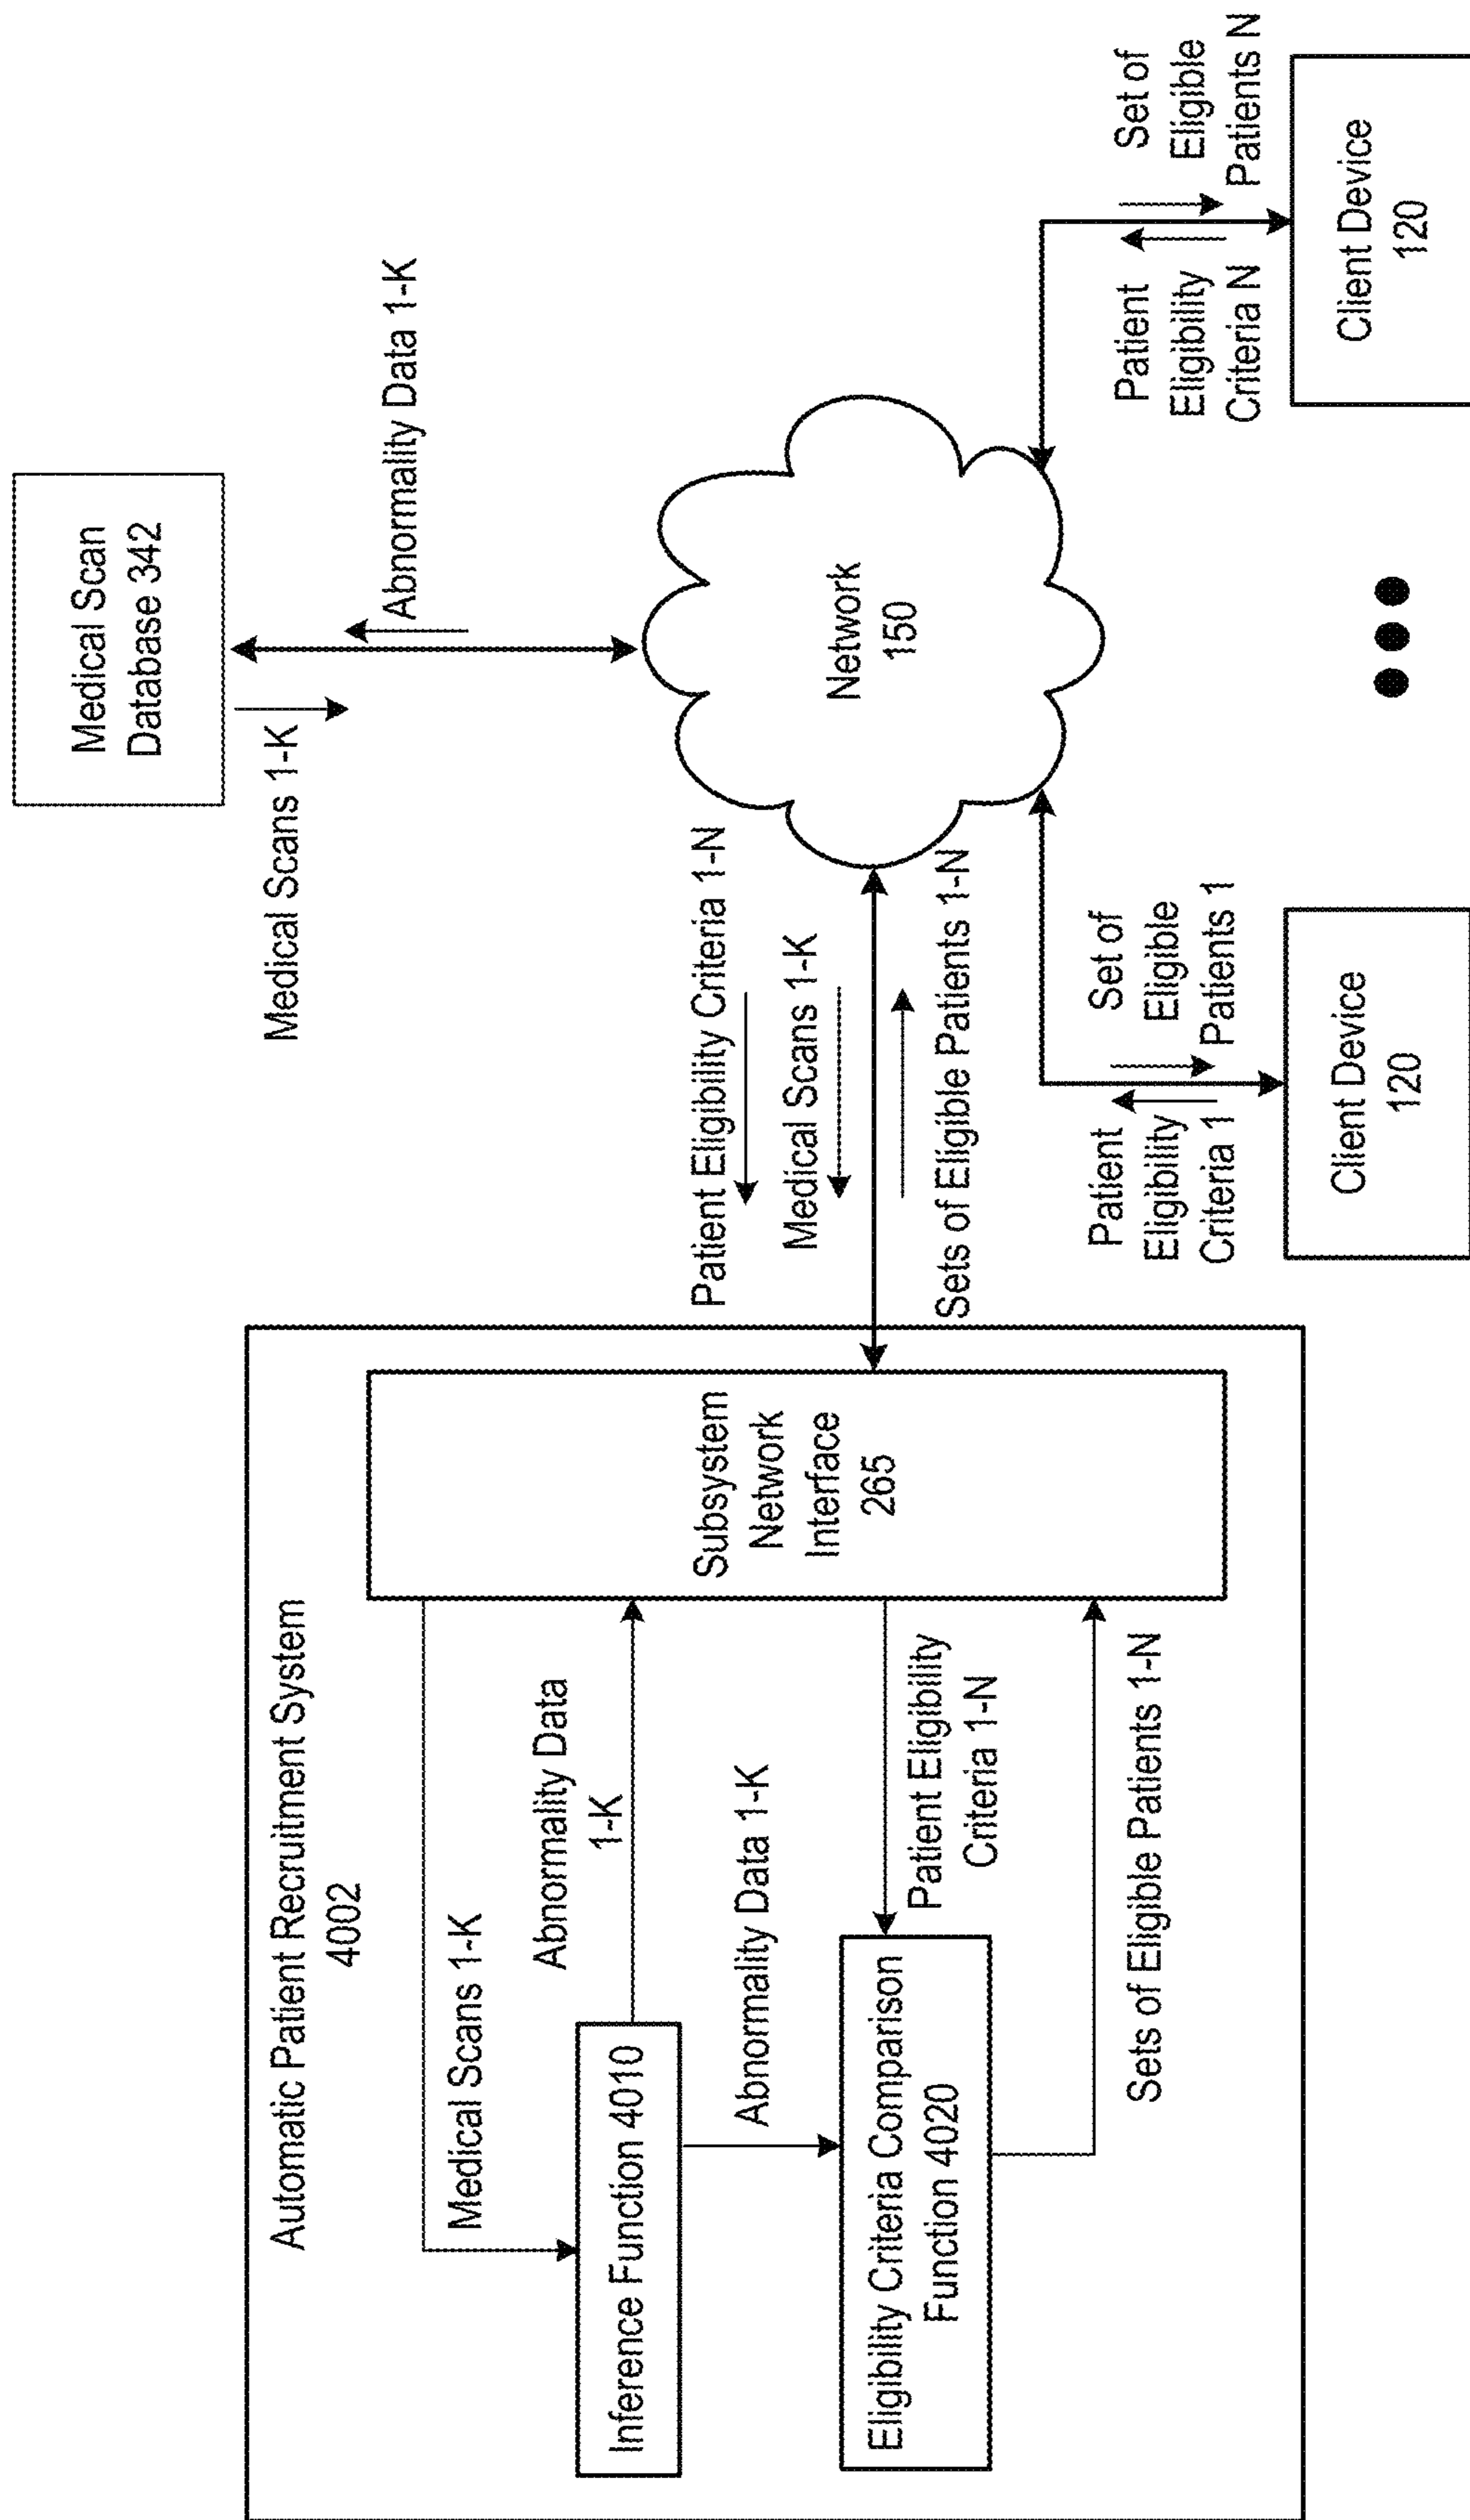 Automatic Patient Recruitment System
4002
Medical Scans 1-K
Inference Function 4010
Abnormality Data
1-K
Abnormality Data 1-K
Eligibility Criteria Comparison
Function 4020
Patient Eligibility
Criteria 1-N
Sets of Eligible Patients 1-N
Subsystem
Network
Interface
265
Patient Eligibility Criteria 1-N
Medical Scans 1-K
Sets of Eligible Patients 1-N
Medical Scan
Database 342
Medical Scans 1-K
Abnormality Data 1-K
Network
150
Patient
Eligibility
Criteria 1
Set of
Eligible
Patients 1
Client Device
120
Patient
Eligibility
Criteria N
Set of
Eligible
Patients N
Client Device
120